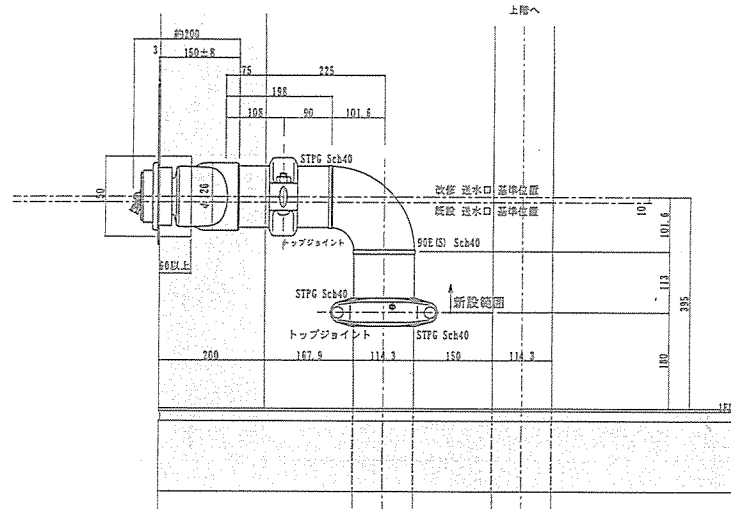 上階へ
約200
3
150±8
75
225
198
108
90
101.6
STPG Sch40
φ126
改修 送水口 基準位置
既設 送水口 基準位置
10
101.6
トップジョイント
90E(S) Sch40
60以上
STPG Sch40
新設範囲
113
395
トップジョイント
STPG Sch40
200
167.9
114.3
150
114.3
180